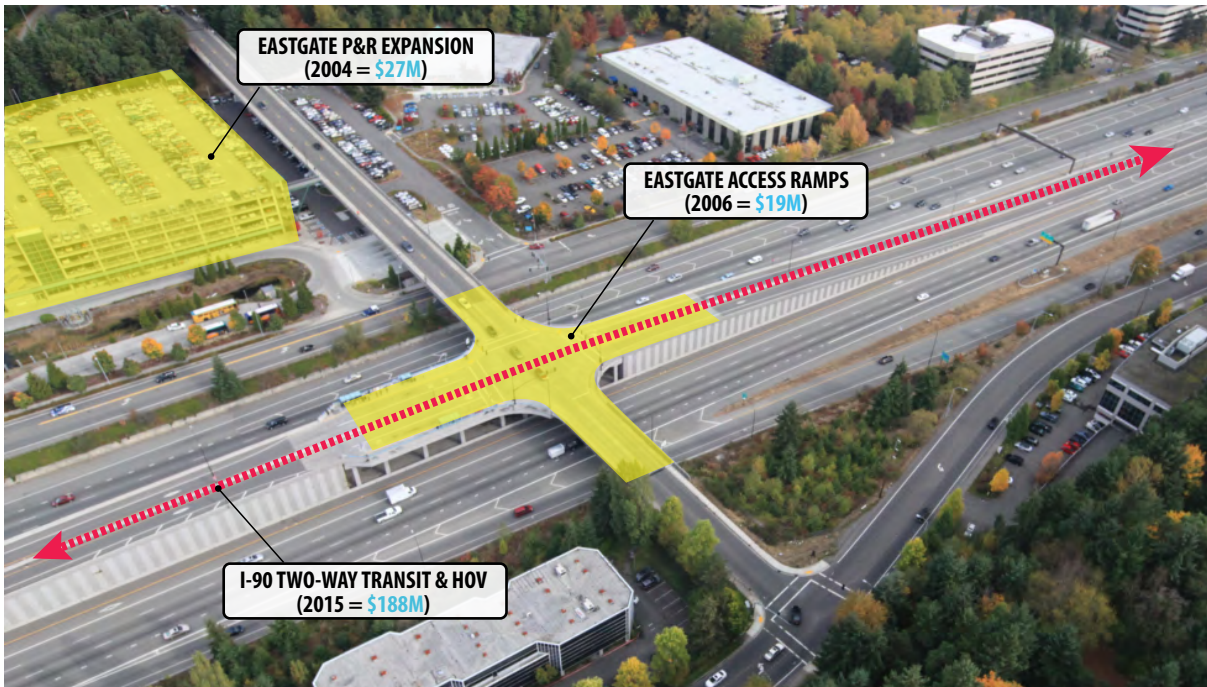 EASTGATE P&R EXPANSION
(2004 = $27M)
EASTGATE ACCESS RAMPS
(2006 = $19M)
I-90 TWO-WAY TRANSIT & HOV
(2015 = $188M)